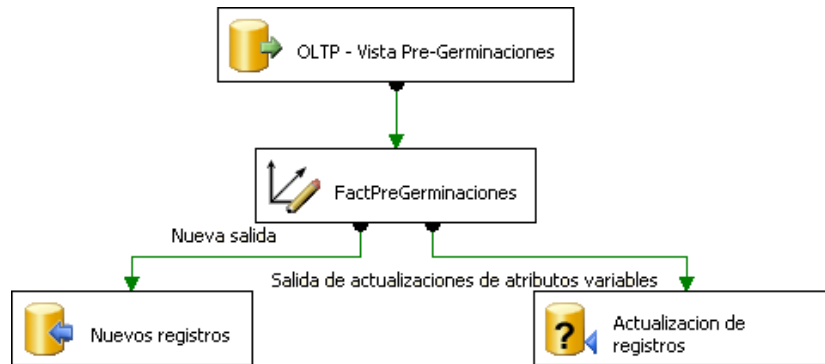 OLTP - Vista Pre-Germinaciones
FactPreGerminaciones
Nueva salida
Salida de actualizaciones de atributos variables
Nuevos registros
Actualizacion de
registros